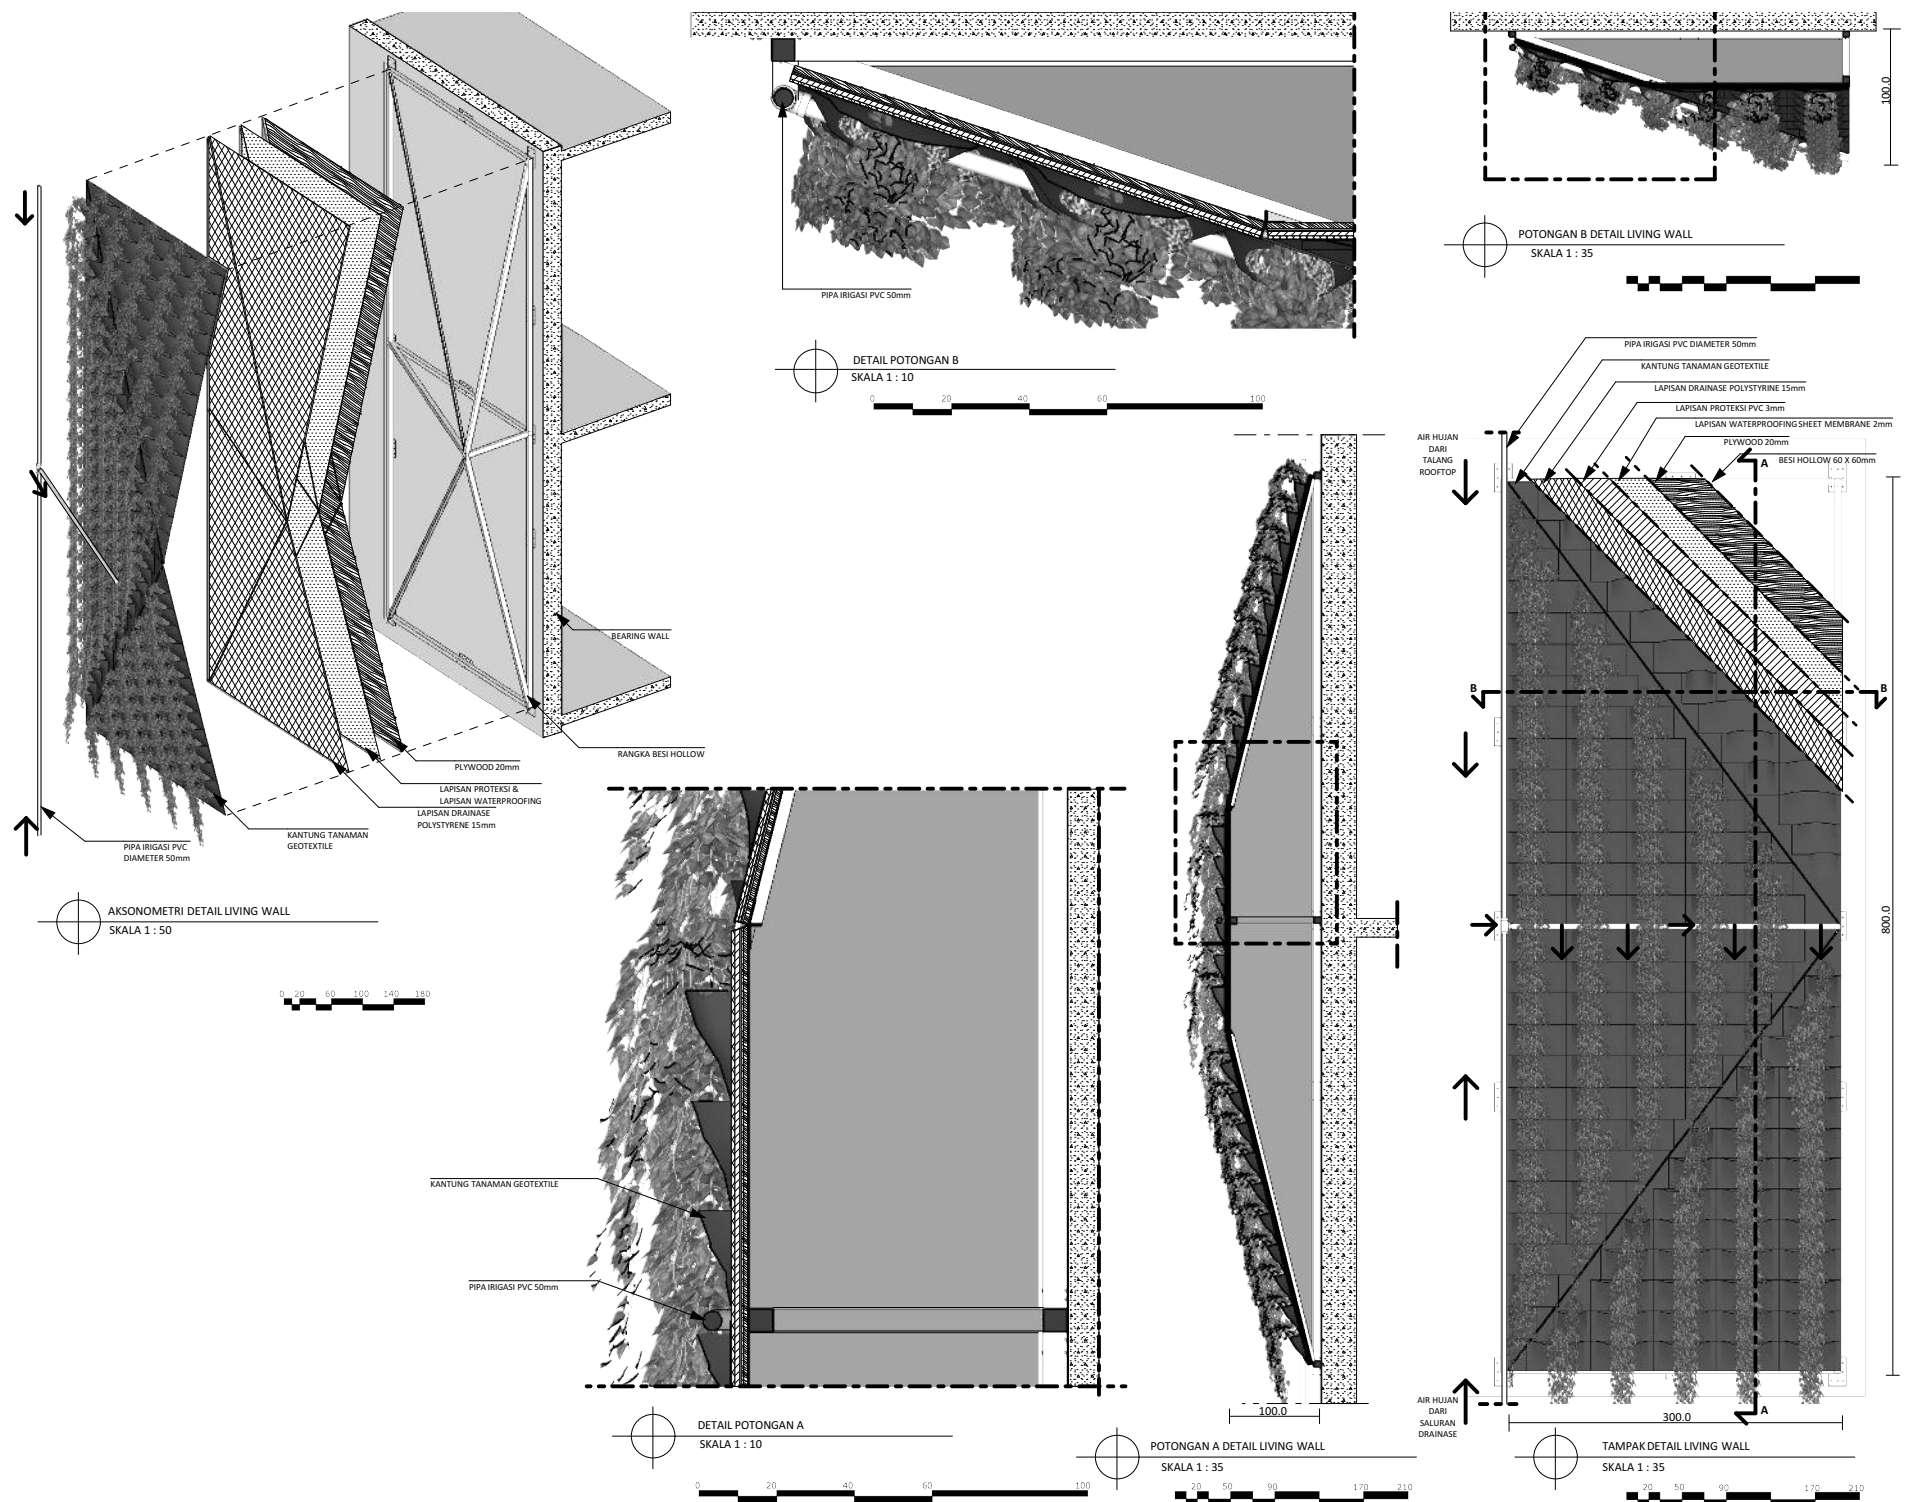 BEARING WALL
RANGKA BESI HOLLOW
PLYWOOD 20mm
LAPISAN PROTEKSI &
LAPISAN WATERPROOFING
LAPISAN DRAINASE
POLYSTYRENE 15mm
KANTUNG TANAMAN
GEOTEXTILE
PIPA IRIGASI PVC
DIAMETER 50mm
AKSONOMETRI DETAIL LIVING WALL
SKALA 1 : 50
0 20 60 100 140 180
PIPA IRIGASI PVC 50mm
DETAIL POTONGAN B
SKALA 1 : 10
0 20 40 60 100
100.0
POTONGAN B DETAIL LIVING WALL
SKALA 1 : 35
KANTUNG TANAMAN GEOTEXTILE
PIPA IRIGASI PVC 50mm
DETAIL POTONGAN A
SKALA 1 : 10
0 20 40 60 100
100.0
POTONGAN A DETAIL LIVING WALL
SKALA 1 : 35
20 50 90 170 210
PIPA IRIGASI PVC DIAMETER 50mm
KANTUNG TANAMAN GEOTEXTILE
LAPISAN DRAINASE POLYSTYRINE 15mm
LAPISAN PROTEKSI PVC 3mm
LAPISAN WATERPROOFING SHEET MEMBRANE 2mm
PLYWOOD 20mm
BESI HOLLOW 60 X 60mm
AIR HUJAN
DARI
TALANG
ROOFTOP
A
B
B
800.0
AIR HUJAN
DARI
SALURAN
DRAINASE
A
300.0
TAMPAK DETAIL LIVING WALL
SKALA 1 : 35
20 50 90 170 210